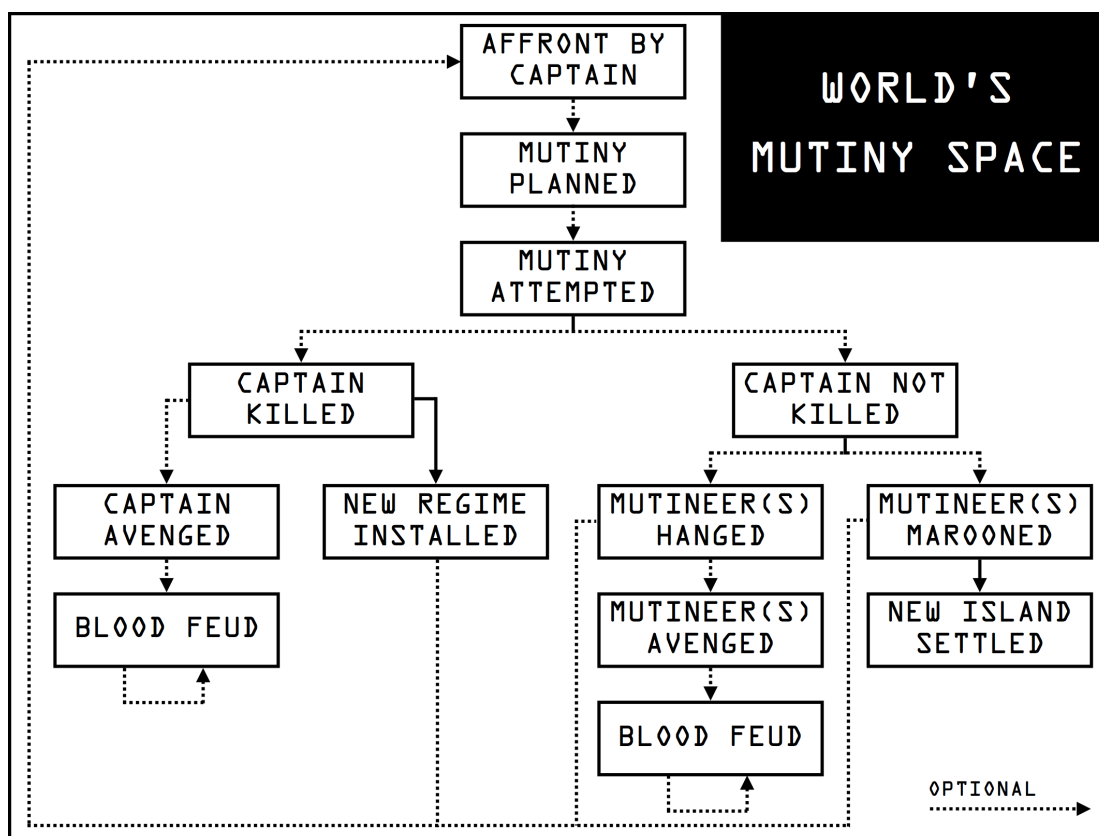 AFFRONT BY
CAPTAIN
WORLD'S
MUTINY SPACE
MUTINY
PLANNED
MUTINY
ATTEMPTED
CAPTAIN
KILLED
CAPTAIN NOT
KILLED
CAPTAIN
AVENGED
NEW REGIME
INSTALLED
MUTINEER(S)
HANGED
MUTINEER(S)
MAROONED
BLOOD FEUD
MUTINEER(S)
AVENGED
NEW ISLAND
SETTLED
BLOOD FEUD
OPTIONAL